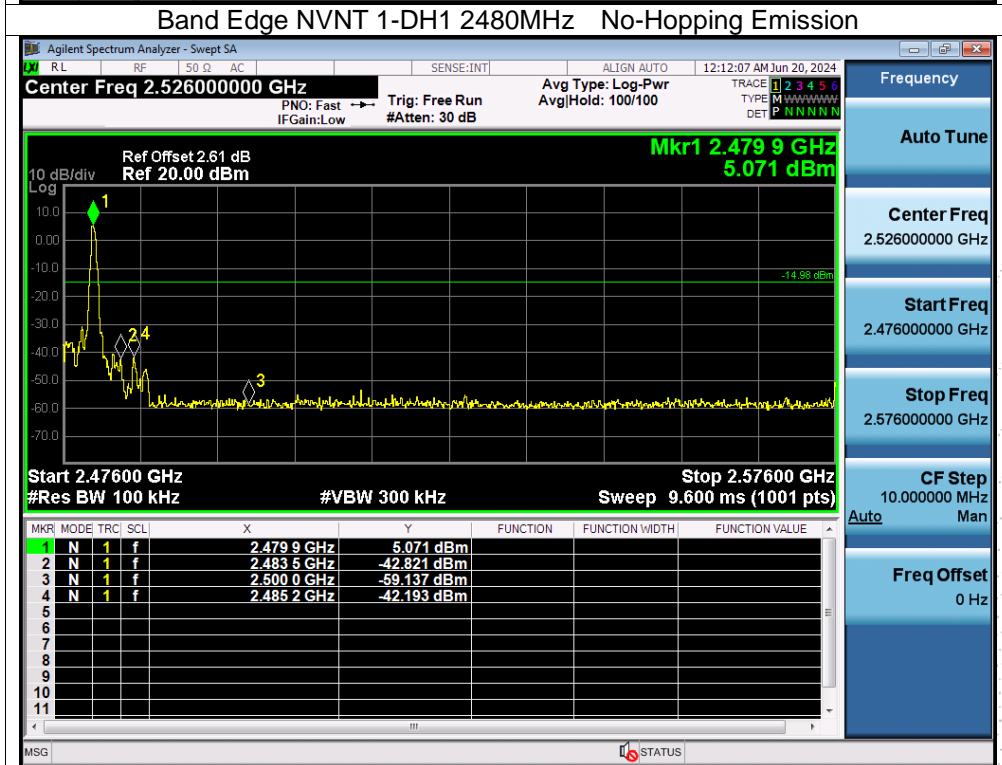 Band Edge NVNT 1-DH1 2480MHz No-Hopping Emission
Agilent Spectrum Analyzer - Swept SA
LXI RL RF 50 Ω AC SENSE:INT ALIGN AUTO 12:12:07 AM Jun 20, 2024
Center Freq 2.526000000 GHz
PNO: Fast
IFGain:Low
Trig: Free Run
#Atten: 30 dB
Avg Type: Log-Pwr
Avg|Hold: 100/100
TRACE 1 2 3 4 5 6
TYPE M WWWWW
DET P N N N N N
Ref Offset 2.61 dB
Ref 20.00 dBm
10 dB/div
Log
Mkr1 2.479 9 GHz
5.071 dBm
10.0
0.00
-10.0
-20.0
-30.0
-40.0
-50.0
-60.0
-70.0
1
2
4
3
-14.98 dBm
Start 2.47600 GHz Stop 2.57600 GHz
#Res BW 100 kHz #VBW 300 kHz Sweep 9.600 ms (1001 pts)
MKR MODE TRC SCL X Y FUNCTION FUNCTION WIDTH FUNCTION VALUE
1 N 1 f 2.479 9 GHz 5.071 dBm
2 N 1 f 2.483 5 GHz -42.821 dBm
3 N 1 f 2.500 0 GHz -59.137 dBm
4 N 1 f 2.485 2 GHz -42.193 dBm
5
6
7
8
9
10
11
MSG STATUS
Frequency
Auto Tune
Center Freq
2.526000000 GHz
Start Freq
2.476000000 GHz
Stop Freq
2.576000000 GHz
CF Step
10.000000 MHz
Auto Man
Freq Offset
0 Hz